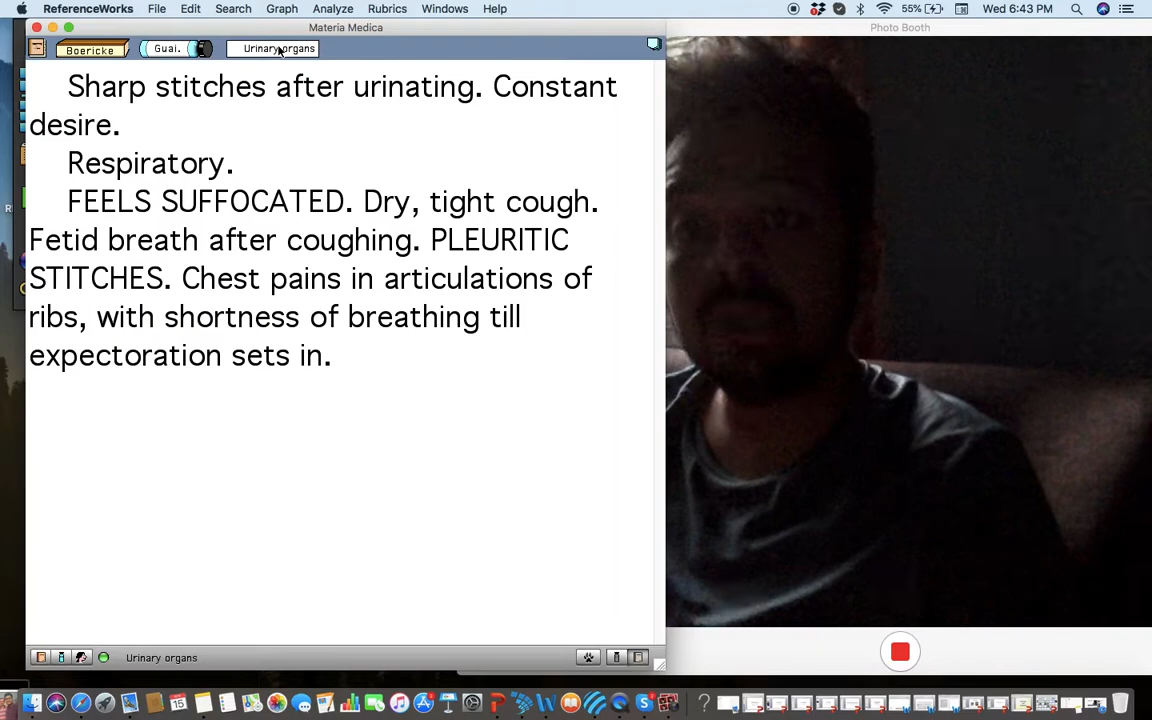 ReferenceWorks File Edit Search Graph Analyze Rubrics Windows Help 55% Wed 6:43 PM
Materia Medica
Photo Booth
Boericke Guai. Urinary organs
Sharp stitches after urinating. Constant
desire.
Respiratory.
FEELS SUFFOCATED. Dry, tight cough.
Fetid breath after coughing. PLEURITIC
STITCHES. Chest pains in articulations of
ribs, with shortness of breathing till
expectoration sets in.
Urinary organs